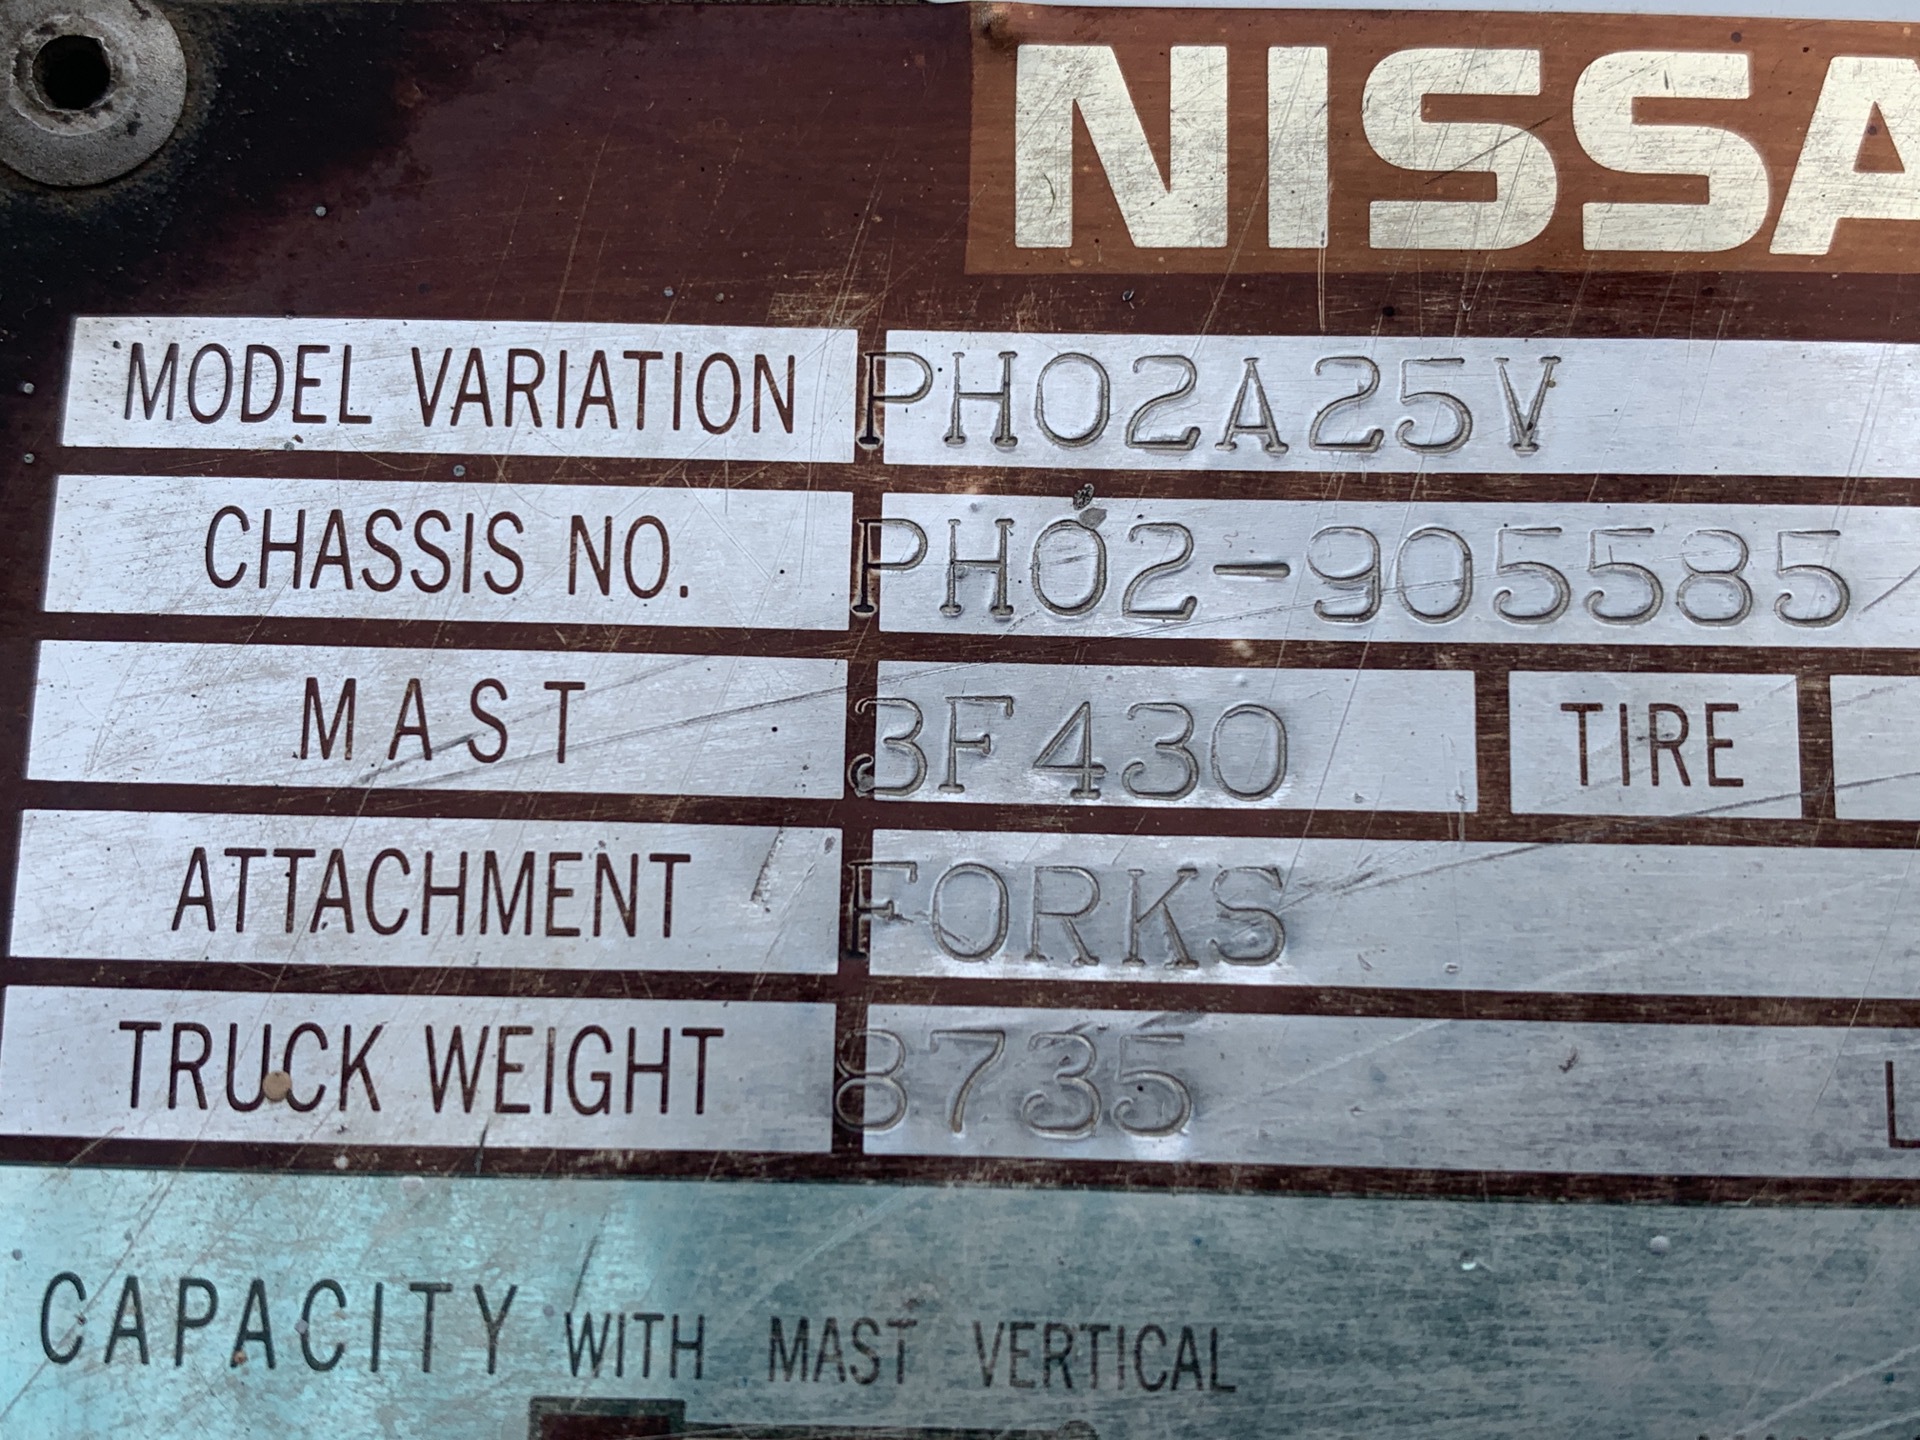 NISSA
MODEL VARIATION PH02A25V
CHASSIS NO. PH02-905585
MAST 3F430 TIRE
ATTACHMENT FORKS
TRUCK WEIGHT 8735 L
CAPACITY WITH MAST VERTICAL